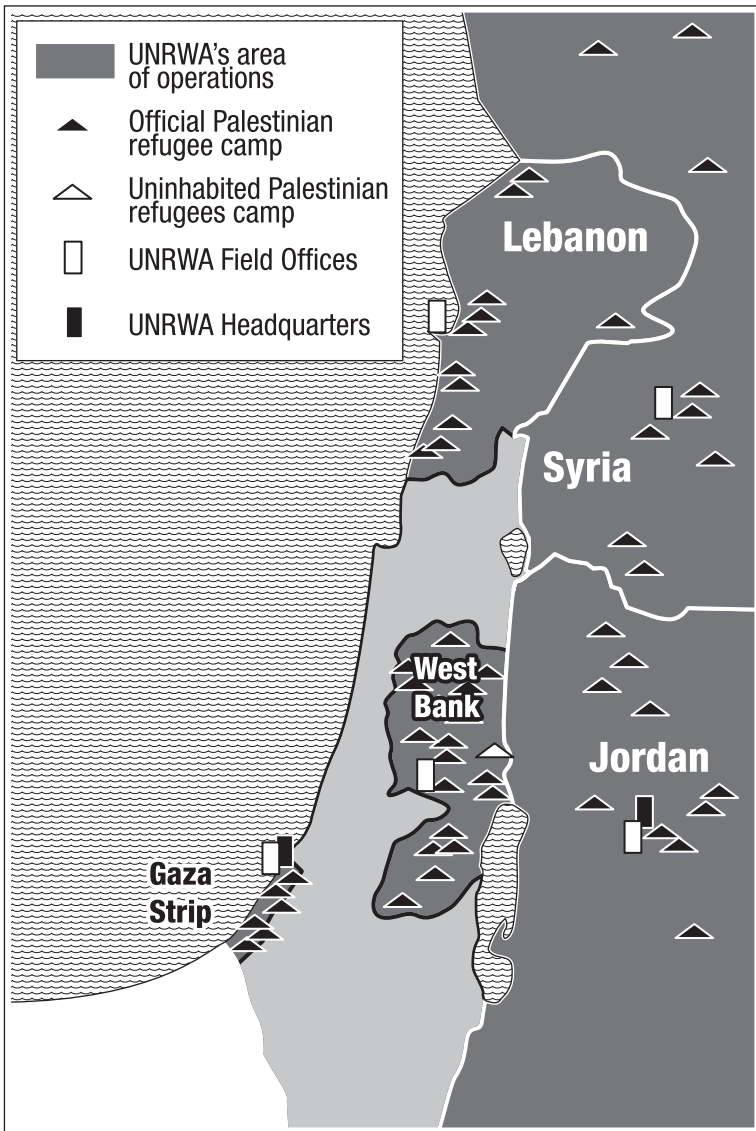 UNRWA's area
of operations
Official Palestinian
refugee camp
Uninhabited Palestinian
refugees camp
UNRWA Field Offices
UNRWA Headquarters
Lebanon
Syria
West
Bank
Jordan
Gaza
Strip